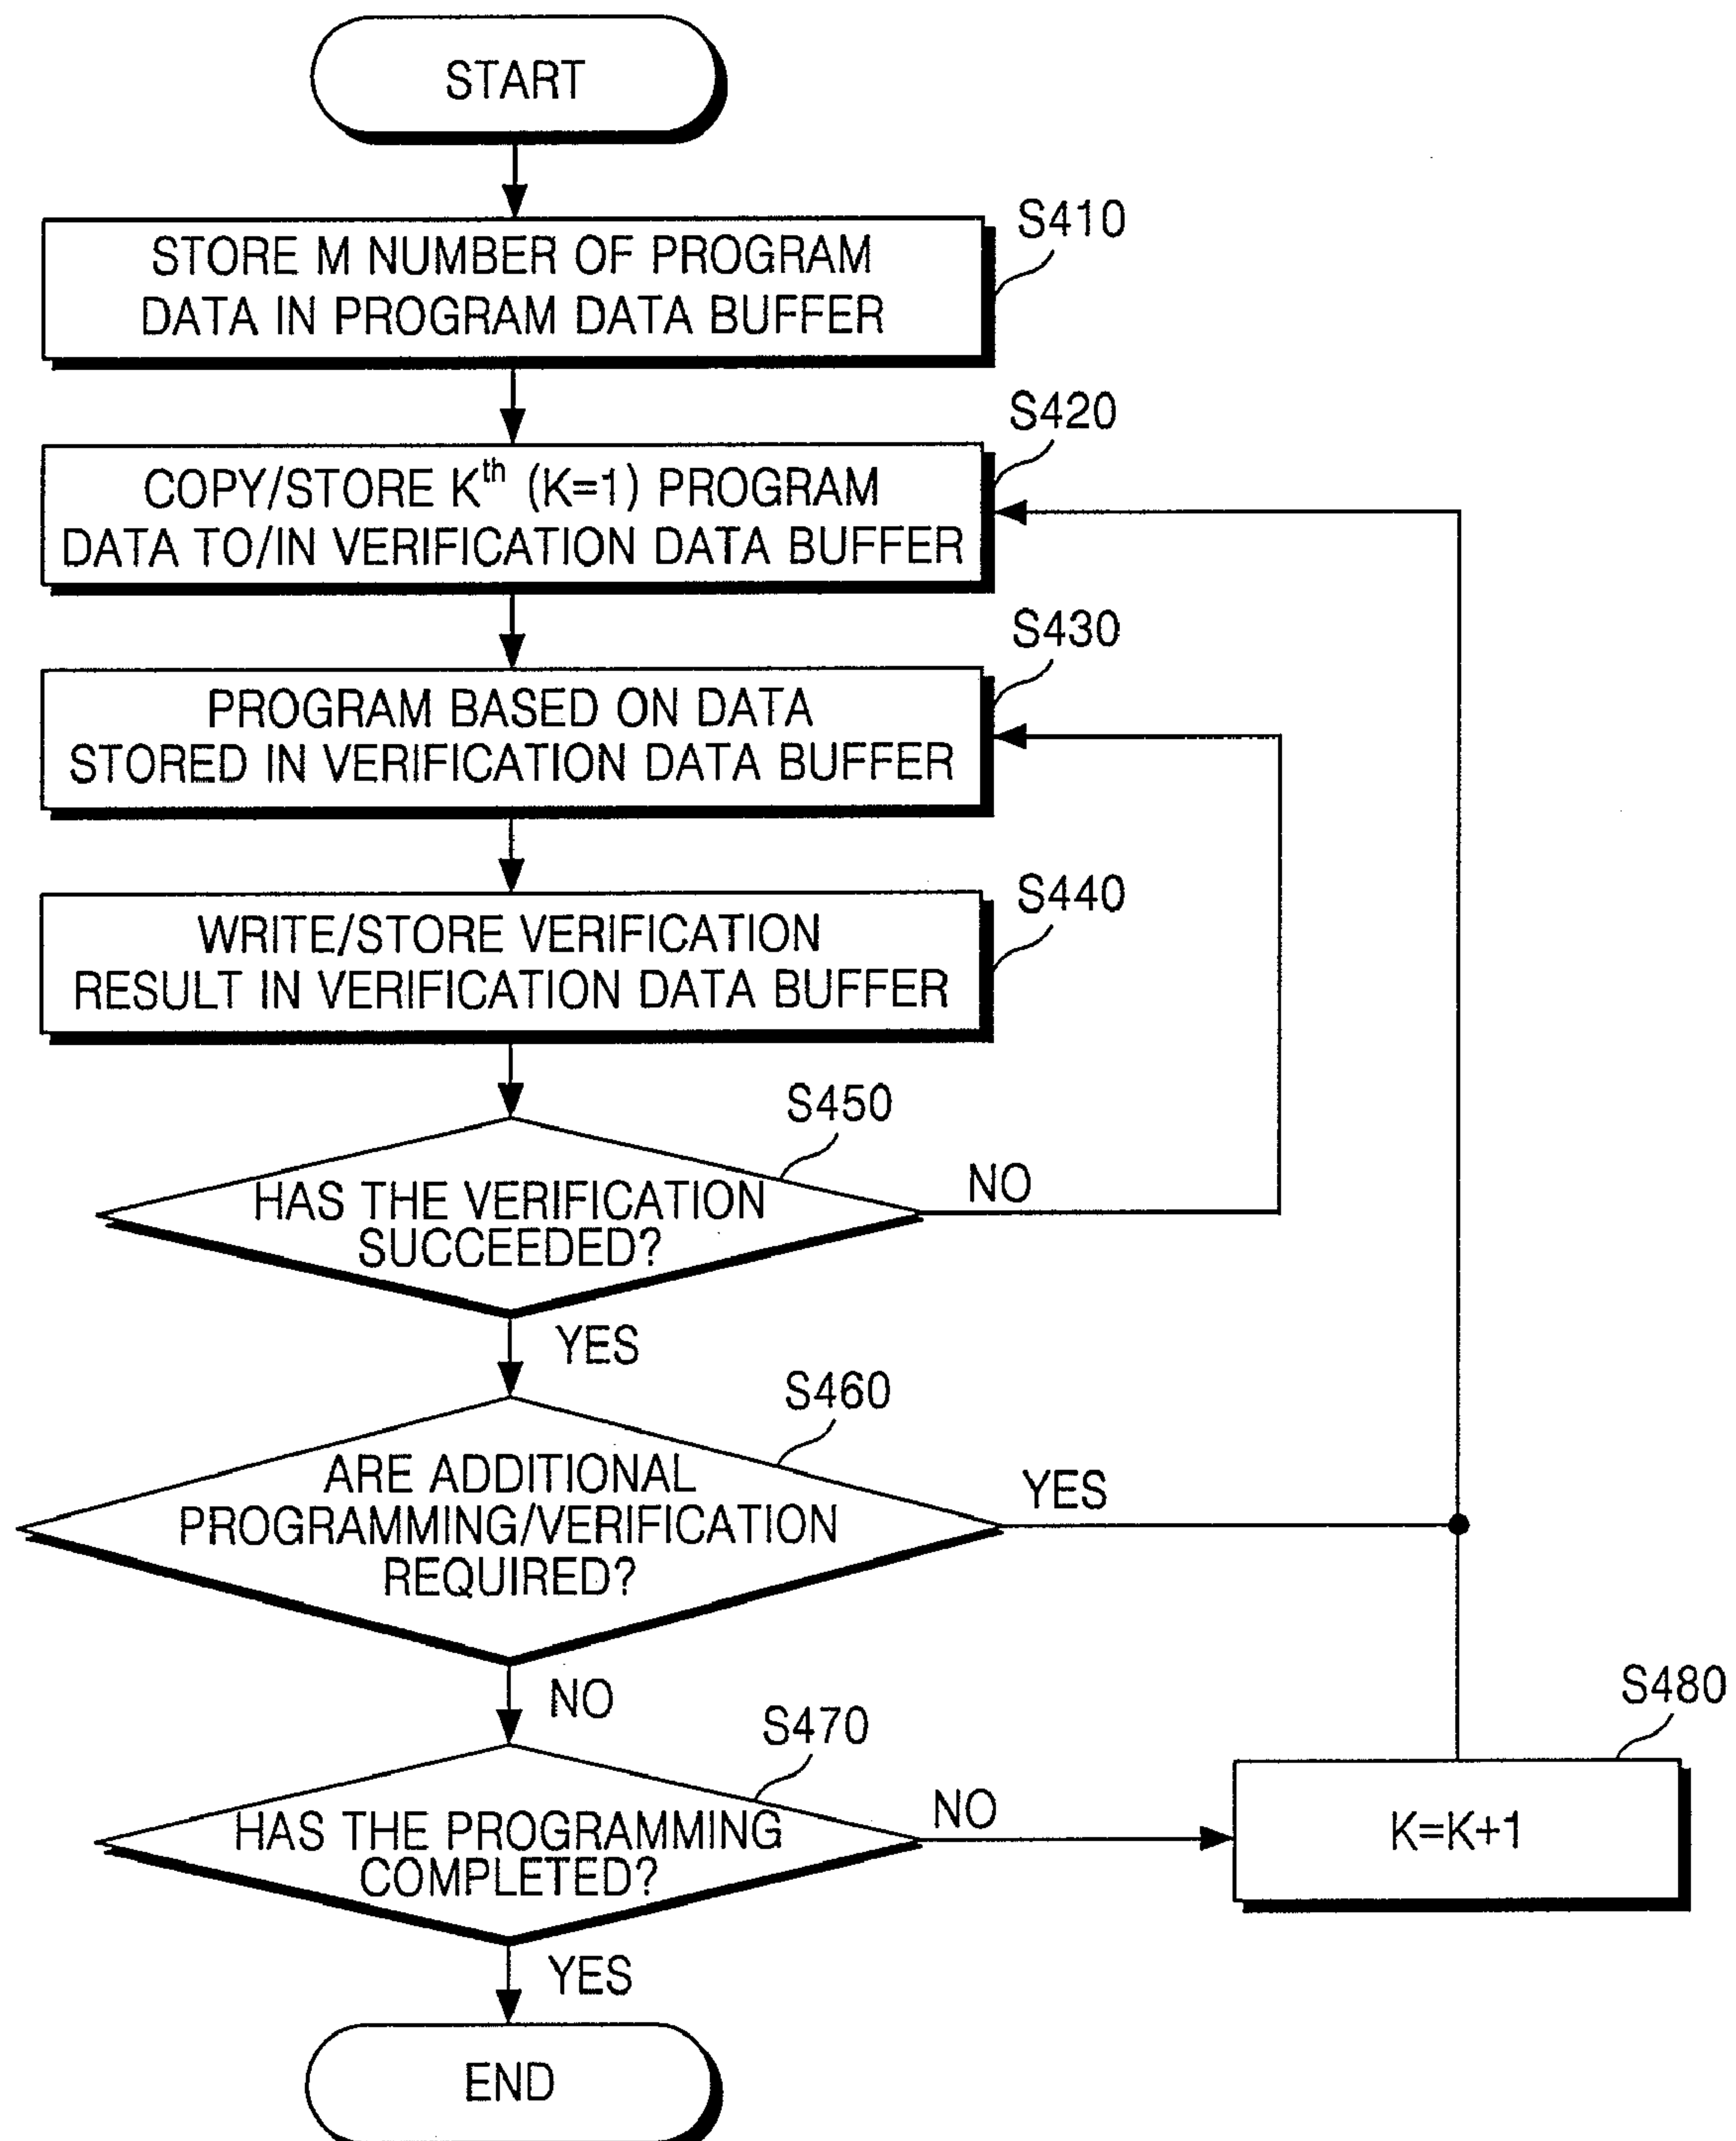 START
S410
STORE M NUMBER OF PROGRAM
DATA IN PROGRAM DATA BUFFER
S420
COPY/STORE Kth (K=1) PROGRAM
DATA TO/IN VERIFICATION DATA BUFFER
S430
PROGRAM BASED ON DATA
STORED IN VERIFICATION DATA BUFFER
S440
WRITE/STORE VERIFICATION
RESULT IN VERIFICATION DATA BUFFER
S450
HAS THE VERIFICATION
SUCCEEDED?
NO
YES
S460
ARE ADDITIONAL
PROGRAMMING/VERIFICATION
REQUIRED?
YES
NO
S470
HAS THE PROGRAMMING
COMPLETED?
NO
S480
K=K+1
YES
END